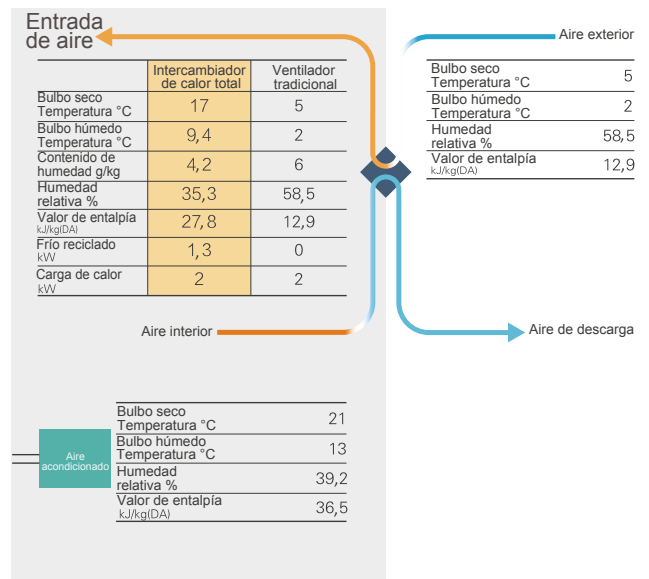 Entrada
de aire
Aire exterior
Intercambiador
de calor total
Ventilador
tradicional
Bulbo seco
Temperatura °C
17
5
Bulbo húmedo
Temperatura °C
9,4
2
Contenido de
humedad g/kg
4,2
6
Humedad
relativa %
35,3
58,5
Valor de entalpía
kJ/kg(DA)
27,8
12,9
Frío reciclado
kW
1,3
0
Carga de calor
kW
2
2
Bulbo seco
Temperatura °C
5
Bulbo húmedo
Temperatura °C
2
Humedad
relativa %
58,5
Valor de entalpía
kJ/kg(DA)
12,9
Aire interior
Aire de descarga
Aire
acondicionado
Bulbo seco
Temperatura °C
21
Bulbo húmedo
Temperatura °C
13
Humedad
relativa %
39,2
Valor de entalpía
kJ/kg(DA)
36,5